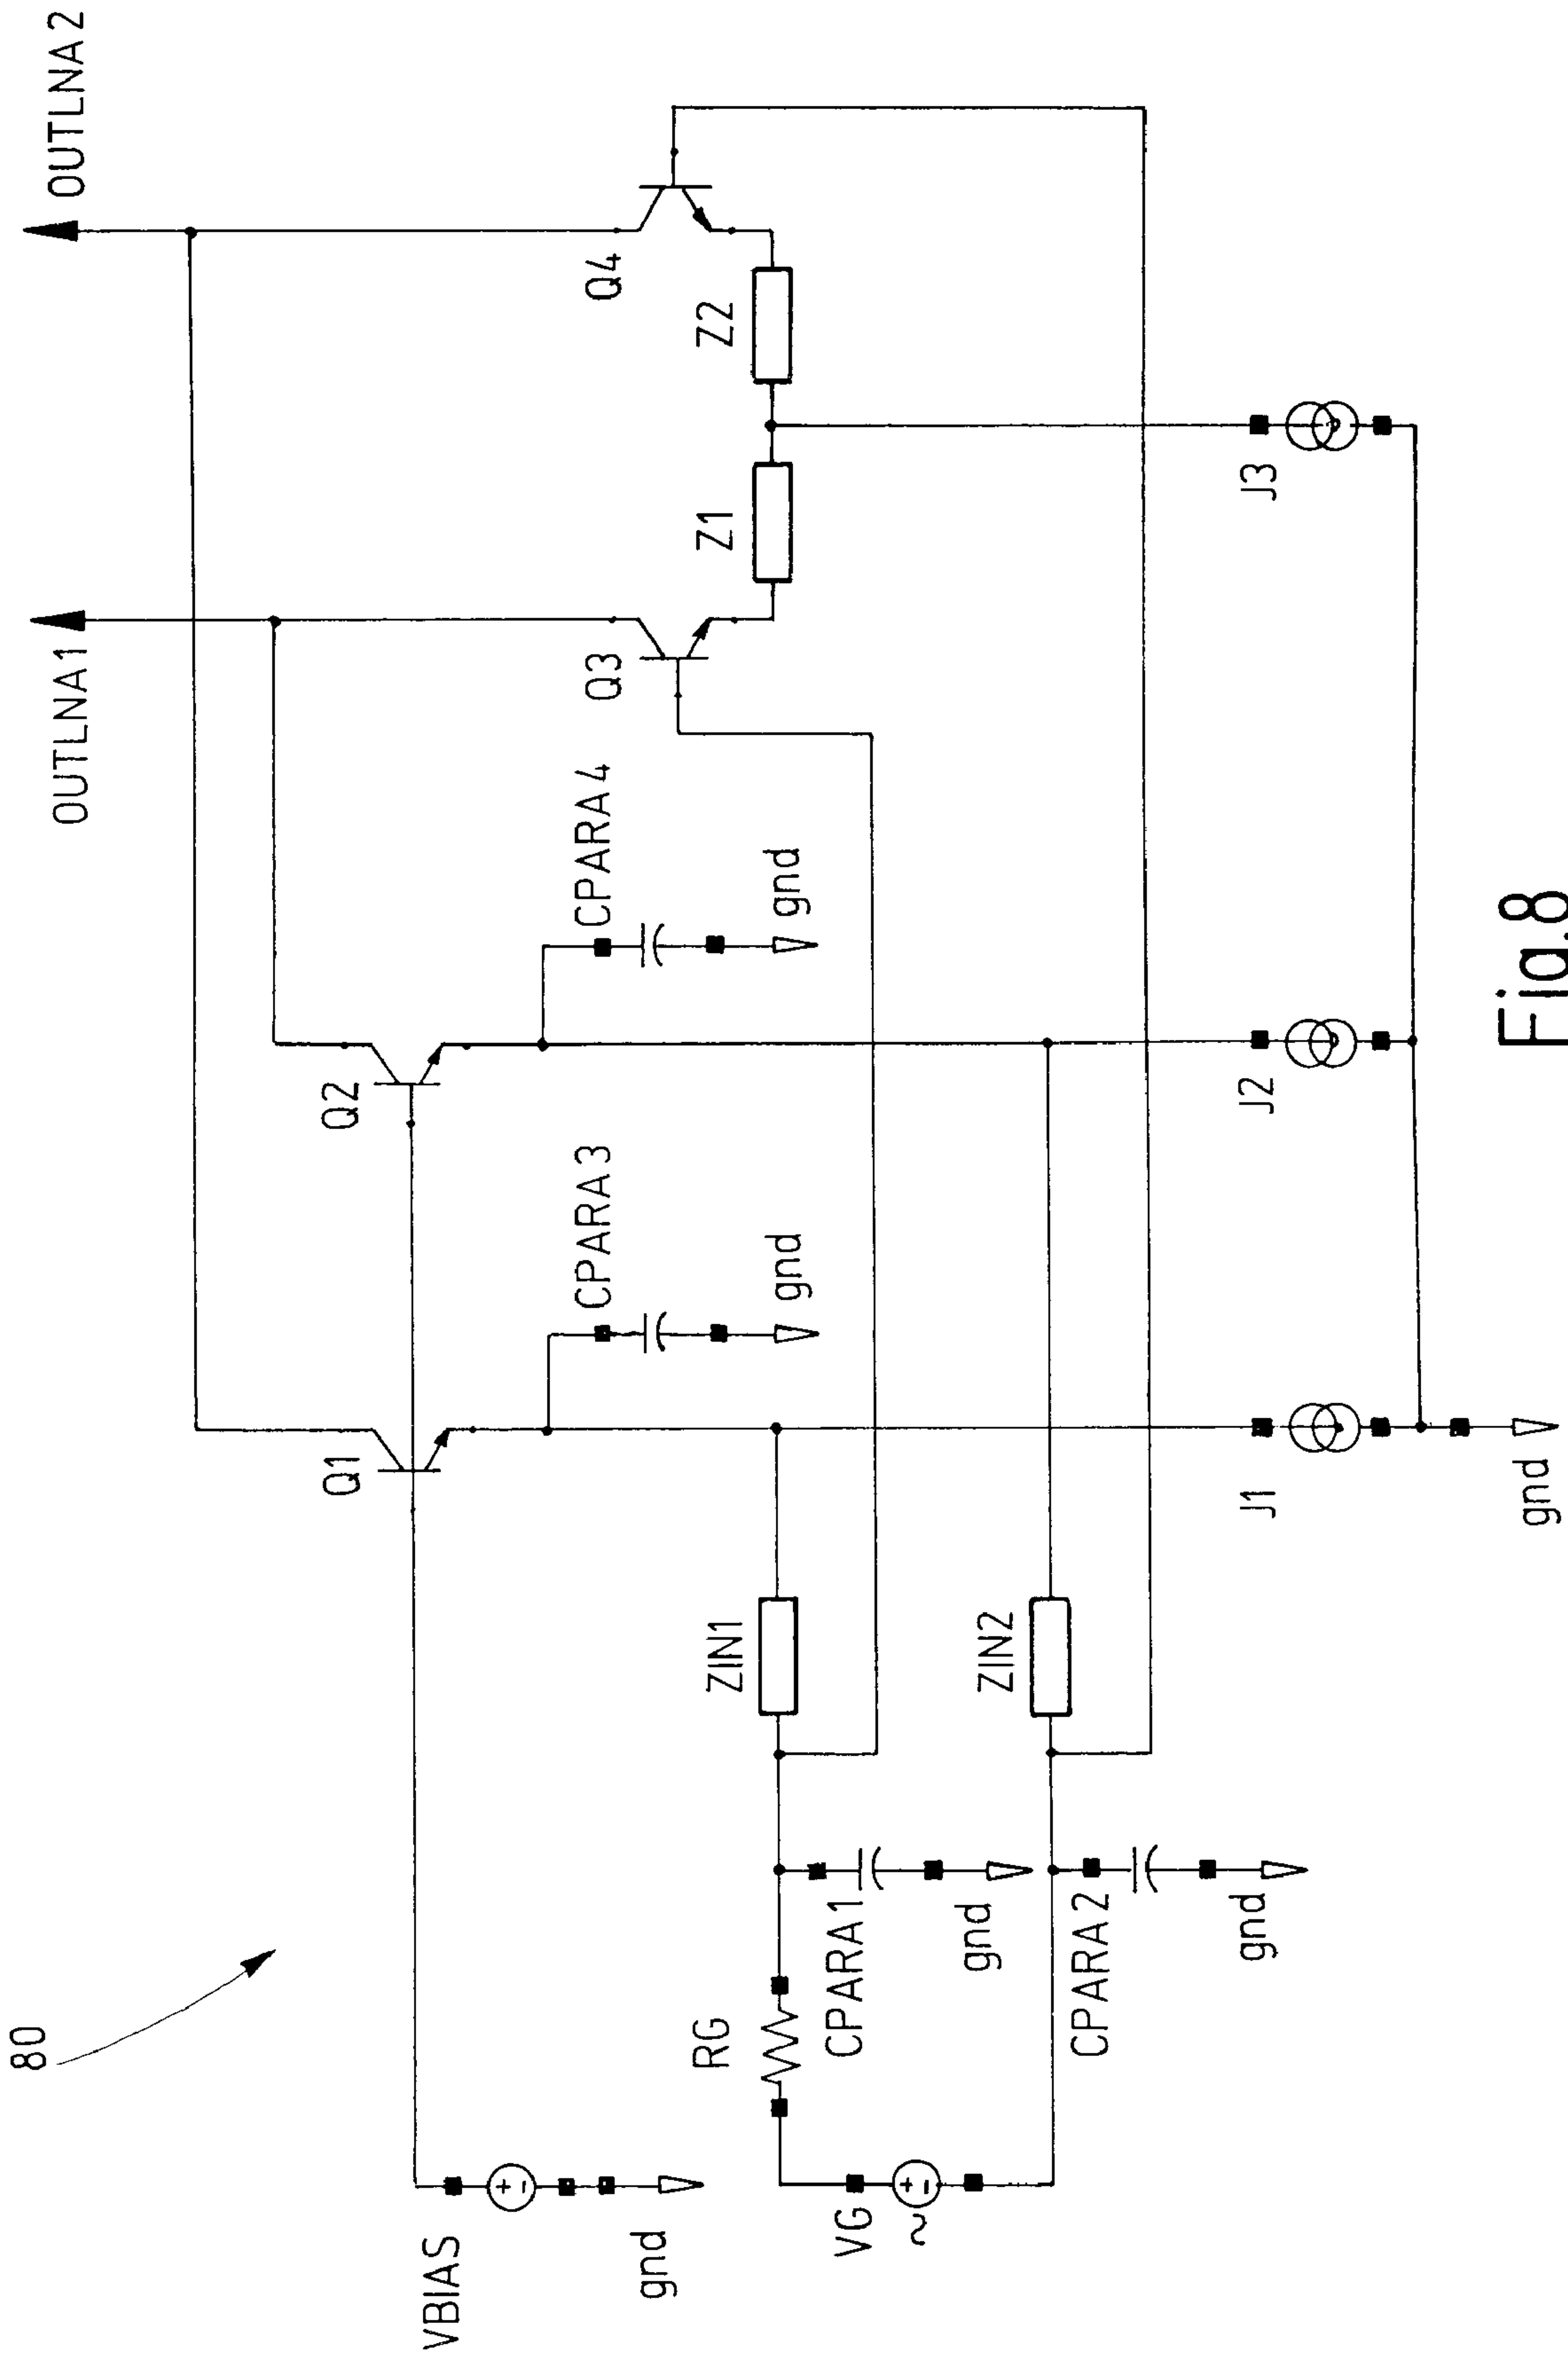 80
OUTLNA1
OUTLNA2
Q1
Q2
Q3
Q4
CPARA3
gnd
CPARA4
gnd
Z1
Z2
VBIAS
gnd
RG
ZIN1
VG
+ -
~
CPARA1
gnd
ZIN2
CPARA2
gnd
J1
J2
J3
gnd
+ -
Fig.8